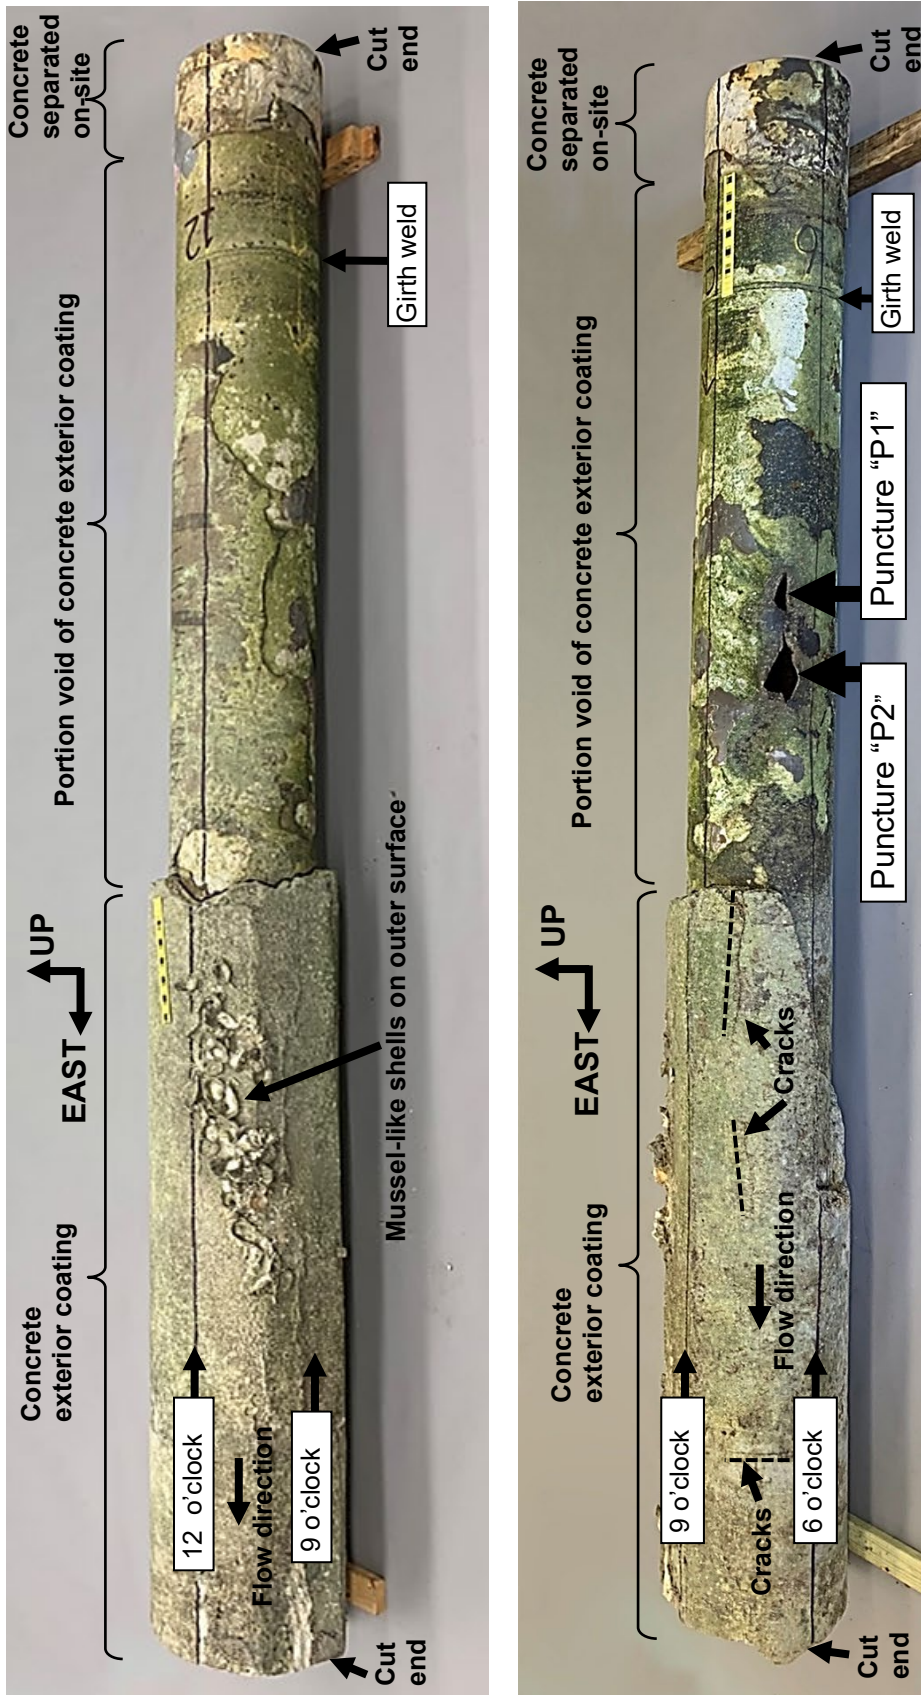 Concrete
exterior coating
EAST
UP
Portion void of concrete exterior coating
Concrete
separated
on-site
12 o’clock
Flow direction
9 o’clock
12
Cut
end
Mussel-like shells on outer surface
Girth weld
Cut
end
Concrete
exterior coating
EAST
UP
Portion void of concrete exterior coating
Concrete
separated
on-site
9 o’clock
Cracks
Flow direction
Cracks
6 o’clock
6
Cut
end
Puncture “P2”
Puncture “P1”
Girth weld
Cut
end